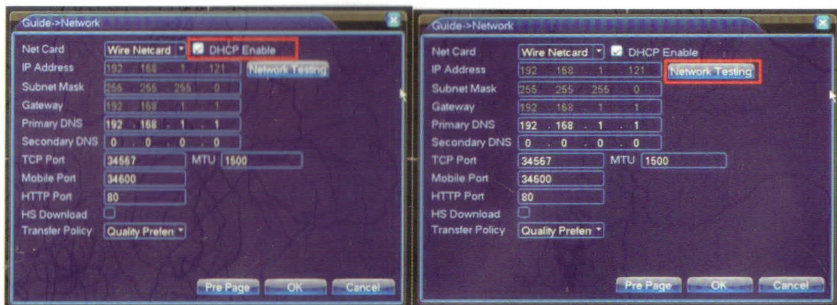 Guide->Network
Net Card Wire Netcard DHCP Enable
IP Address 192 168 1 121 Network Testing
Subnet Mask 255 255 255 0
Gateway 192 168 1 1
Primary DNS 192 . 168 . 1 . 1
Secondary DNS 0 . 0 . 0 . 0
TCP Port 34567 MTU 1500
Mobile Port 34600
HTTP Port 80
HS Download
Transfer Policy Quality Prefen
Pre Page OK Cancel
Guide->Network
Net Card Wire Netcard DHCP Enable
IP Address 192 168 1 121 Network Testing
Subnet Mask 255 255 255 0
Gateway 192 168 1 1
Primary DNS 192 . 168 . 1 . 1
Secondary DNS 0 . 0 . 0 . 0
TCP Port 34567 MTU 1500
Mobile Port 34600
HTTP Port 80
HS Download
Transfer Policy Quality Prefen
Pre Page OK Cancel